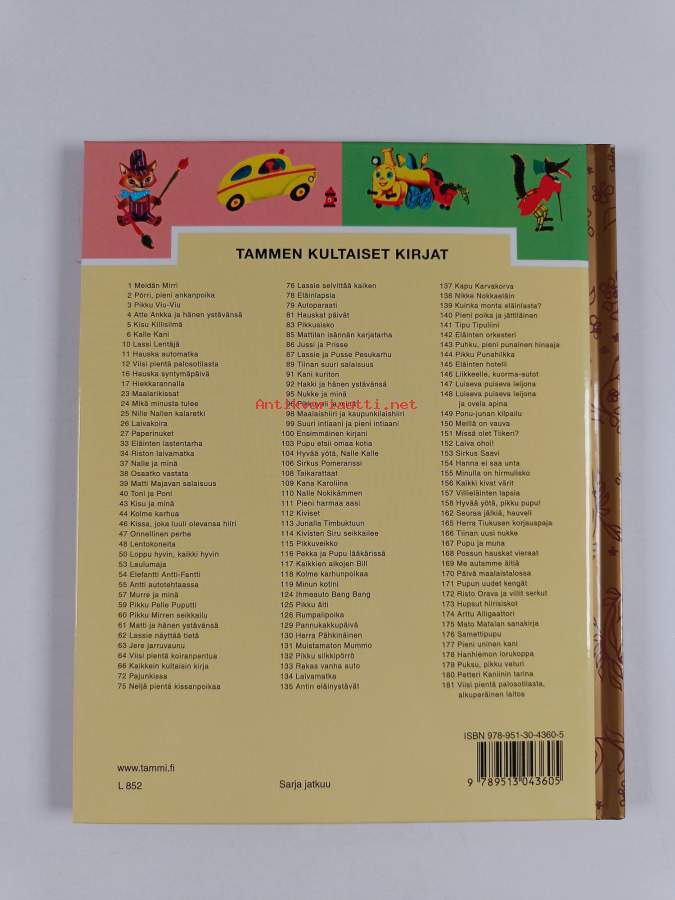 TAMMEN KULTAISET KIRJAT
1 Meidän Mirri
2 Pörri, pieni ankanpoika
3 Pikku Viu-Viu
4 Atte Ankka ja hänen ystävänsä
5 Kisu Killisilmä
6 Kalle Kani
10 Lassi Lentäjä
11 Hauska automatka
12 Viisi pientä palosotilasta
16 Hauska syntymäpäivä
17 Hiekkarannalla
23 Maalarikissat
24 Mikä minusta tulee
25 Nille Nallen kalaretki
26 Laivakoira
27 Paperinuket
33 Eläinten lastentarha
34 Riston laivamatka
37 Nalle ja minä
38 Osaatko vastata
39 Matti Majavan salaisuus
40 Toni ja Poni
43 Kisu ja minä
44 Kolme karhua
46 Kissa, joka luuli olevansa hiiri
47 Onnellinen perhe
48 Lentokoneita
50 Loppu hyvin, kaikki hyvin
53 Laulumaja
54 Elefantti Antti-Fantti
55 Antti autotehtaassa
57 Murre ja minä
59 Pikku Pelle Puputti
60 Pikku Mirren seikkailu
61 Matti ja hänen ystävänsä
62 Lassie näyttää tietä
63 Jere jarruvaunu
64 Viisi pientä koiranpentua
66 Kaikkein kultaisin kirja
72 Pajunkissa
75 Neljä pientä kissanpoikaa
76 Lassie selvittää kaiken
78 Eläinlapsia
79 Autoparaati
81 Hauskat päivät
83 Pikkusisko
85 Mattilan isännän karjatarha
86 Jussi ja Prisse
87 Lassie ja Pusse Pesukarhu
89 Tiinan suuri salaisuus
91 Kani kuriton
92 Hakki ja hänen ystävänsä
95 Nukke ja minä
Antikvariaatti.net
98 Maalaishiiri ja kaupunkilaishiiri
99 Suuri intiaani ja pieni intiaani
100 Ensimmäinen kirjani
103 Pupu etsii omaa kotia
104 Hyvää yötä, Nalle Kalle
106 Sirkus Pomeranssi
108 Taikarattaat
109 Kana Karoliina
110 Nalle Nokikämmen
111 Pieni harmaa aasi
112 Kiviset
113 Junalla Timbuktuun
114 Kivisten Siru seikkailee
115 Pikkuveikko
116 Pekka ja Pupu lääkärissä
117 Kaikkien aikojen Bill
118 Kolme karhunpoikaa
119 Minun kotini
124 Ihmeauto Bang Bang
125 Pikku äiti
126 Rumpalipoika
129 Pannukakkupäivä
130 Herra Pähkinäinen
131 Muistamaton Mummo
132 Pikku silkkipörrö
133 Rakas vanha auto
134 Laivamatka
135 Antin eläinystävät
137 Kapu Karvakorva
138 Nikke Nokkaeläin
139 Kuinka monta eläinlasta?
140 Pieni poika ja jättiläinen
141 Tipu Tipuliini
142 Eläinten orkesteri
143 Puhku, pieni punainen hinaaja
144 Pikku Punahilkka
145 Eläinten hotelli
146 Liikkeelle, kuorma-autot
147 Luiseva puiseva leijona
148 Luiseva puiseva leijona
ja ovela apina
149 Ponu-junan kilpailu
150 Meillä on vauva
151 Missä olet Tiiken?
152 Laiva ohoi!
153 Sirkus Saavi
154 Hanna ei saa unta
155 Minulla on hirmulisko
156 Kaikki kivat värit
157 Villieläinten lapsia
158 Hyvää yötä, pikku pupu!
162 Seuraa jälkiä, hauveli
165 Herra Tiukusen korjauspaja
166 Tiinan uusi nukke
167 Pupu ja muna
168 Possun hauskat vieraat
169 Me autamme äitiä
170 Päivä maalaistalossa
171 Pupun uudet kengät
172 Risto Orava ja villit serkut
173 Hupsut hiirisiskot
174 Arttu Alligaattori
175 Mato Matalan sanakirja
176 Samettipupu
177 Pieni uninen kani
178 Hanhiemon lorukoppa
179 Puksu, pikku veturi
180 Petteri Kaniinin tarina
181 Viisi pientä palosotilasta,
alkuperäinen laitos
ISBN 978-951-30-4360-5
9 789513 043605
www.tammi.fi
L 852
Sarja jatkuu